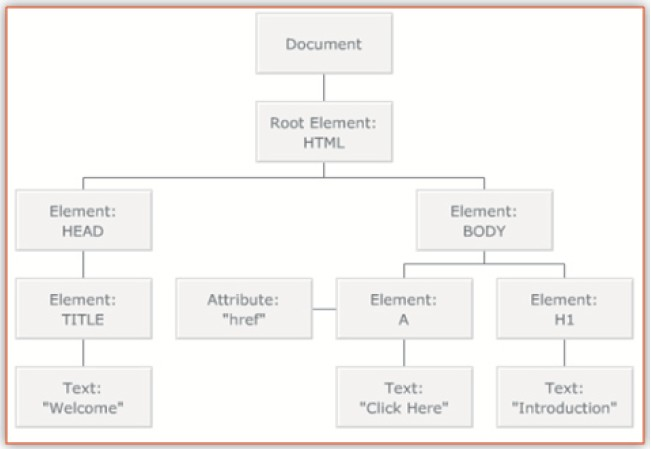 Document
Root Element:
HTML
Element:
HEAD
Element:
BODY
Element:
TITLE
Attribute:
"href"
Element:
A
Element:
H1
Text:
"Welcome"
Text:
"Click Here"
Text:
"Introduction"